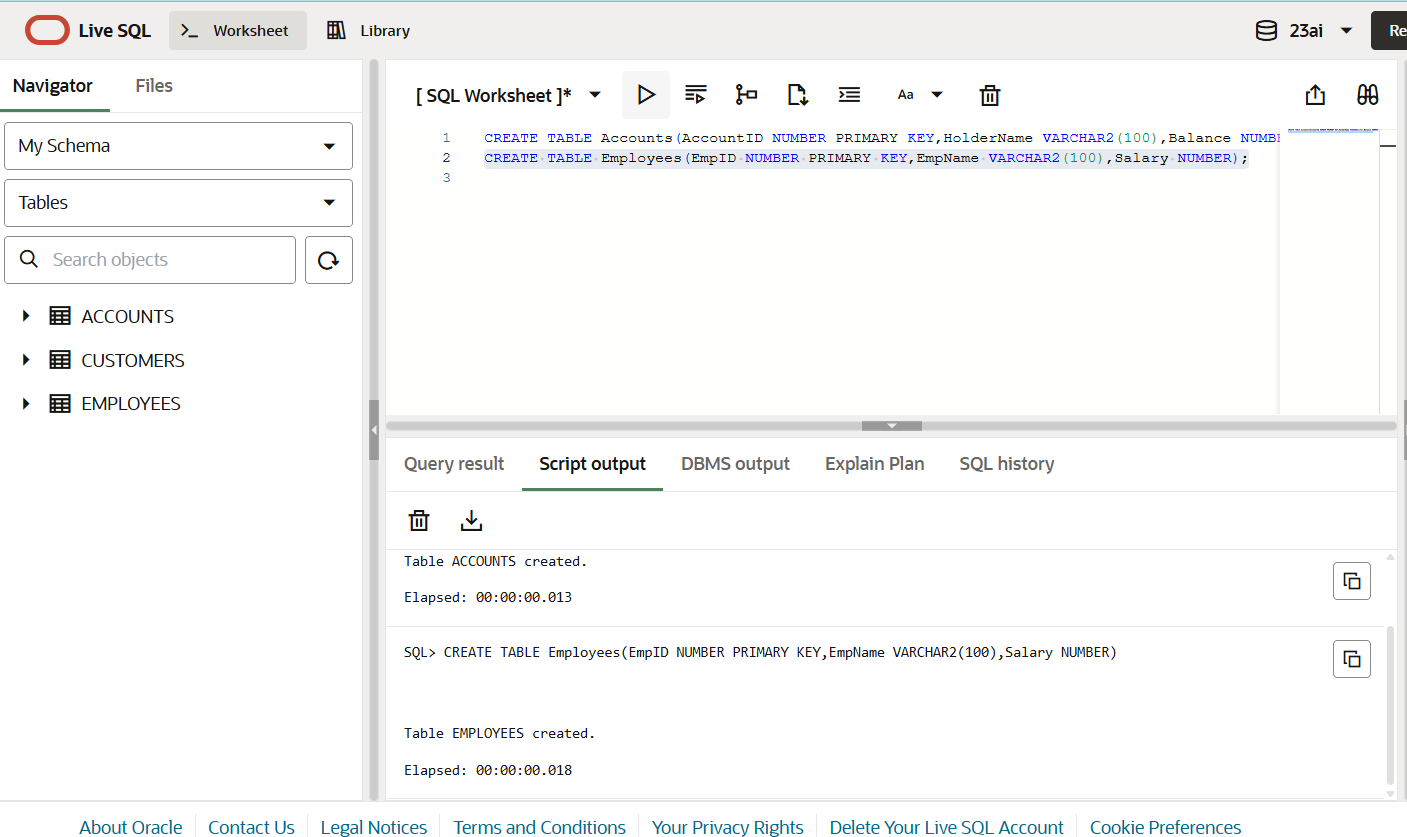 Live SQL
Worksheet
Library
23ai
Re
Navigator
Files
My Schema
Tables
Search objects
ACCOUNTS
CUSTOMERS
EMPLOYEES
[ SQL Worksheet ]*
Aa
1 CREATE TABLE Accounts(AccountID NUMBER PRIMARY KEY,HolderName VARCHAR2(100),Balance NUMB
2 CREATE TABLE Employees(EmpID NUMBER PRIMARY KEY,EmpName VARCHAR2(100),Salary NUMBER);
3
Query result
Script output
DBMS output
Explain Plan
SQL history
Table ACCOUNTS created.
Elapsed: 00:00:00.013
SQL> CREATE TABLE Employees(EmpID NUMBER PRIMARY KEY,EmpName VARCHAR2(100),Salary NUMBER)
Table EMPLOYEES created.
Elapsed: 00:00:00.018
About Oracle
Contact Us
Legal Notices
Terms and Conditions
Your Privacy Rights
Delete Your Live SQL Account
Cookie Preferences